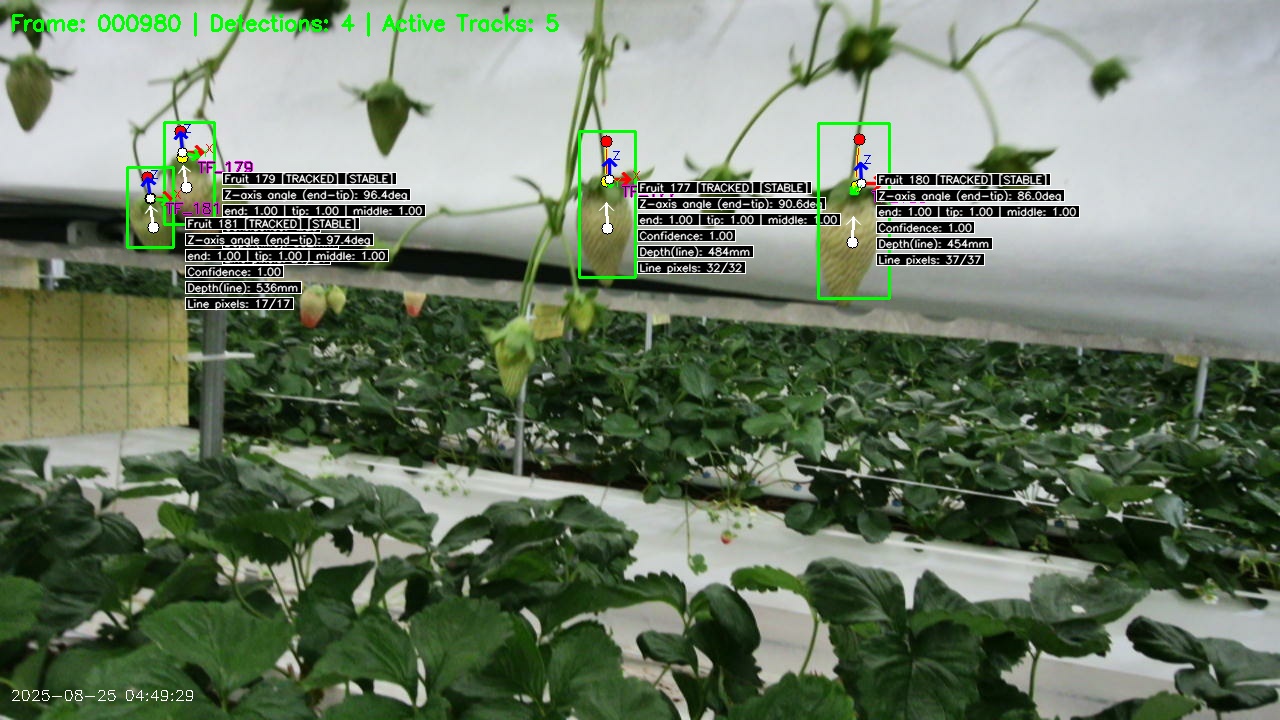 Frame: 000980 | Detections: 4 | Active Tracks: 5
Z
X
TF_179
Fruit 179 [TRACKED] [STABLE]
Z-axis angle (end-tip): 96.4deg
end: 1.00 | tip: 1.00 | middle: 1.00
Z
TF_181
Fruit 181 [TRACKED] [STABLE]
Z-axis angle (end-tip): 97.4deg
end: 1.00 | tip: 1.00 | middle: 1.00
Confidence: 1.00
Depth(line): 536mm
Line pixels: 17/17
Z
Fruit 177 [TRACKED] [STABLE]
Z-axis angle (end-tip): 90.6deg
end: 1.00 | tip: 1.00 | middle: 1.00
Confidence: 1.00
Depth(line): 484mm
Line pixels: 32/32
Z
Fruit 180 [TRACKED] [STABLE]
Z-axis angle (end-tip): 86.0deg
end: 1.00 | tip: 1.00 | middle: 1.00
Confidence: 1.00
Depth(line): 454mm
Line pixels: 37/37
2025-08-25 04:49:29